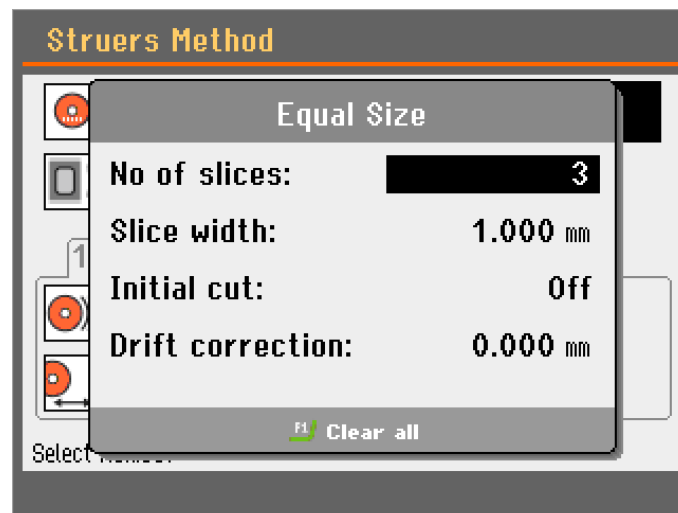 Struers Method
Equal Size
No of slices: 3
Slice width: 1.000 mm
1
Initial cut: Off
Drift correction: 0.000 mm
F1 Clear all
Select